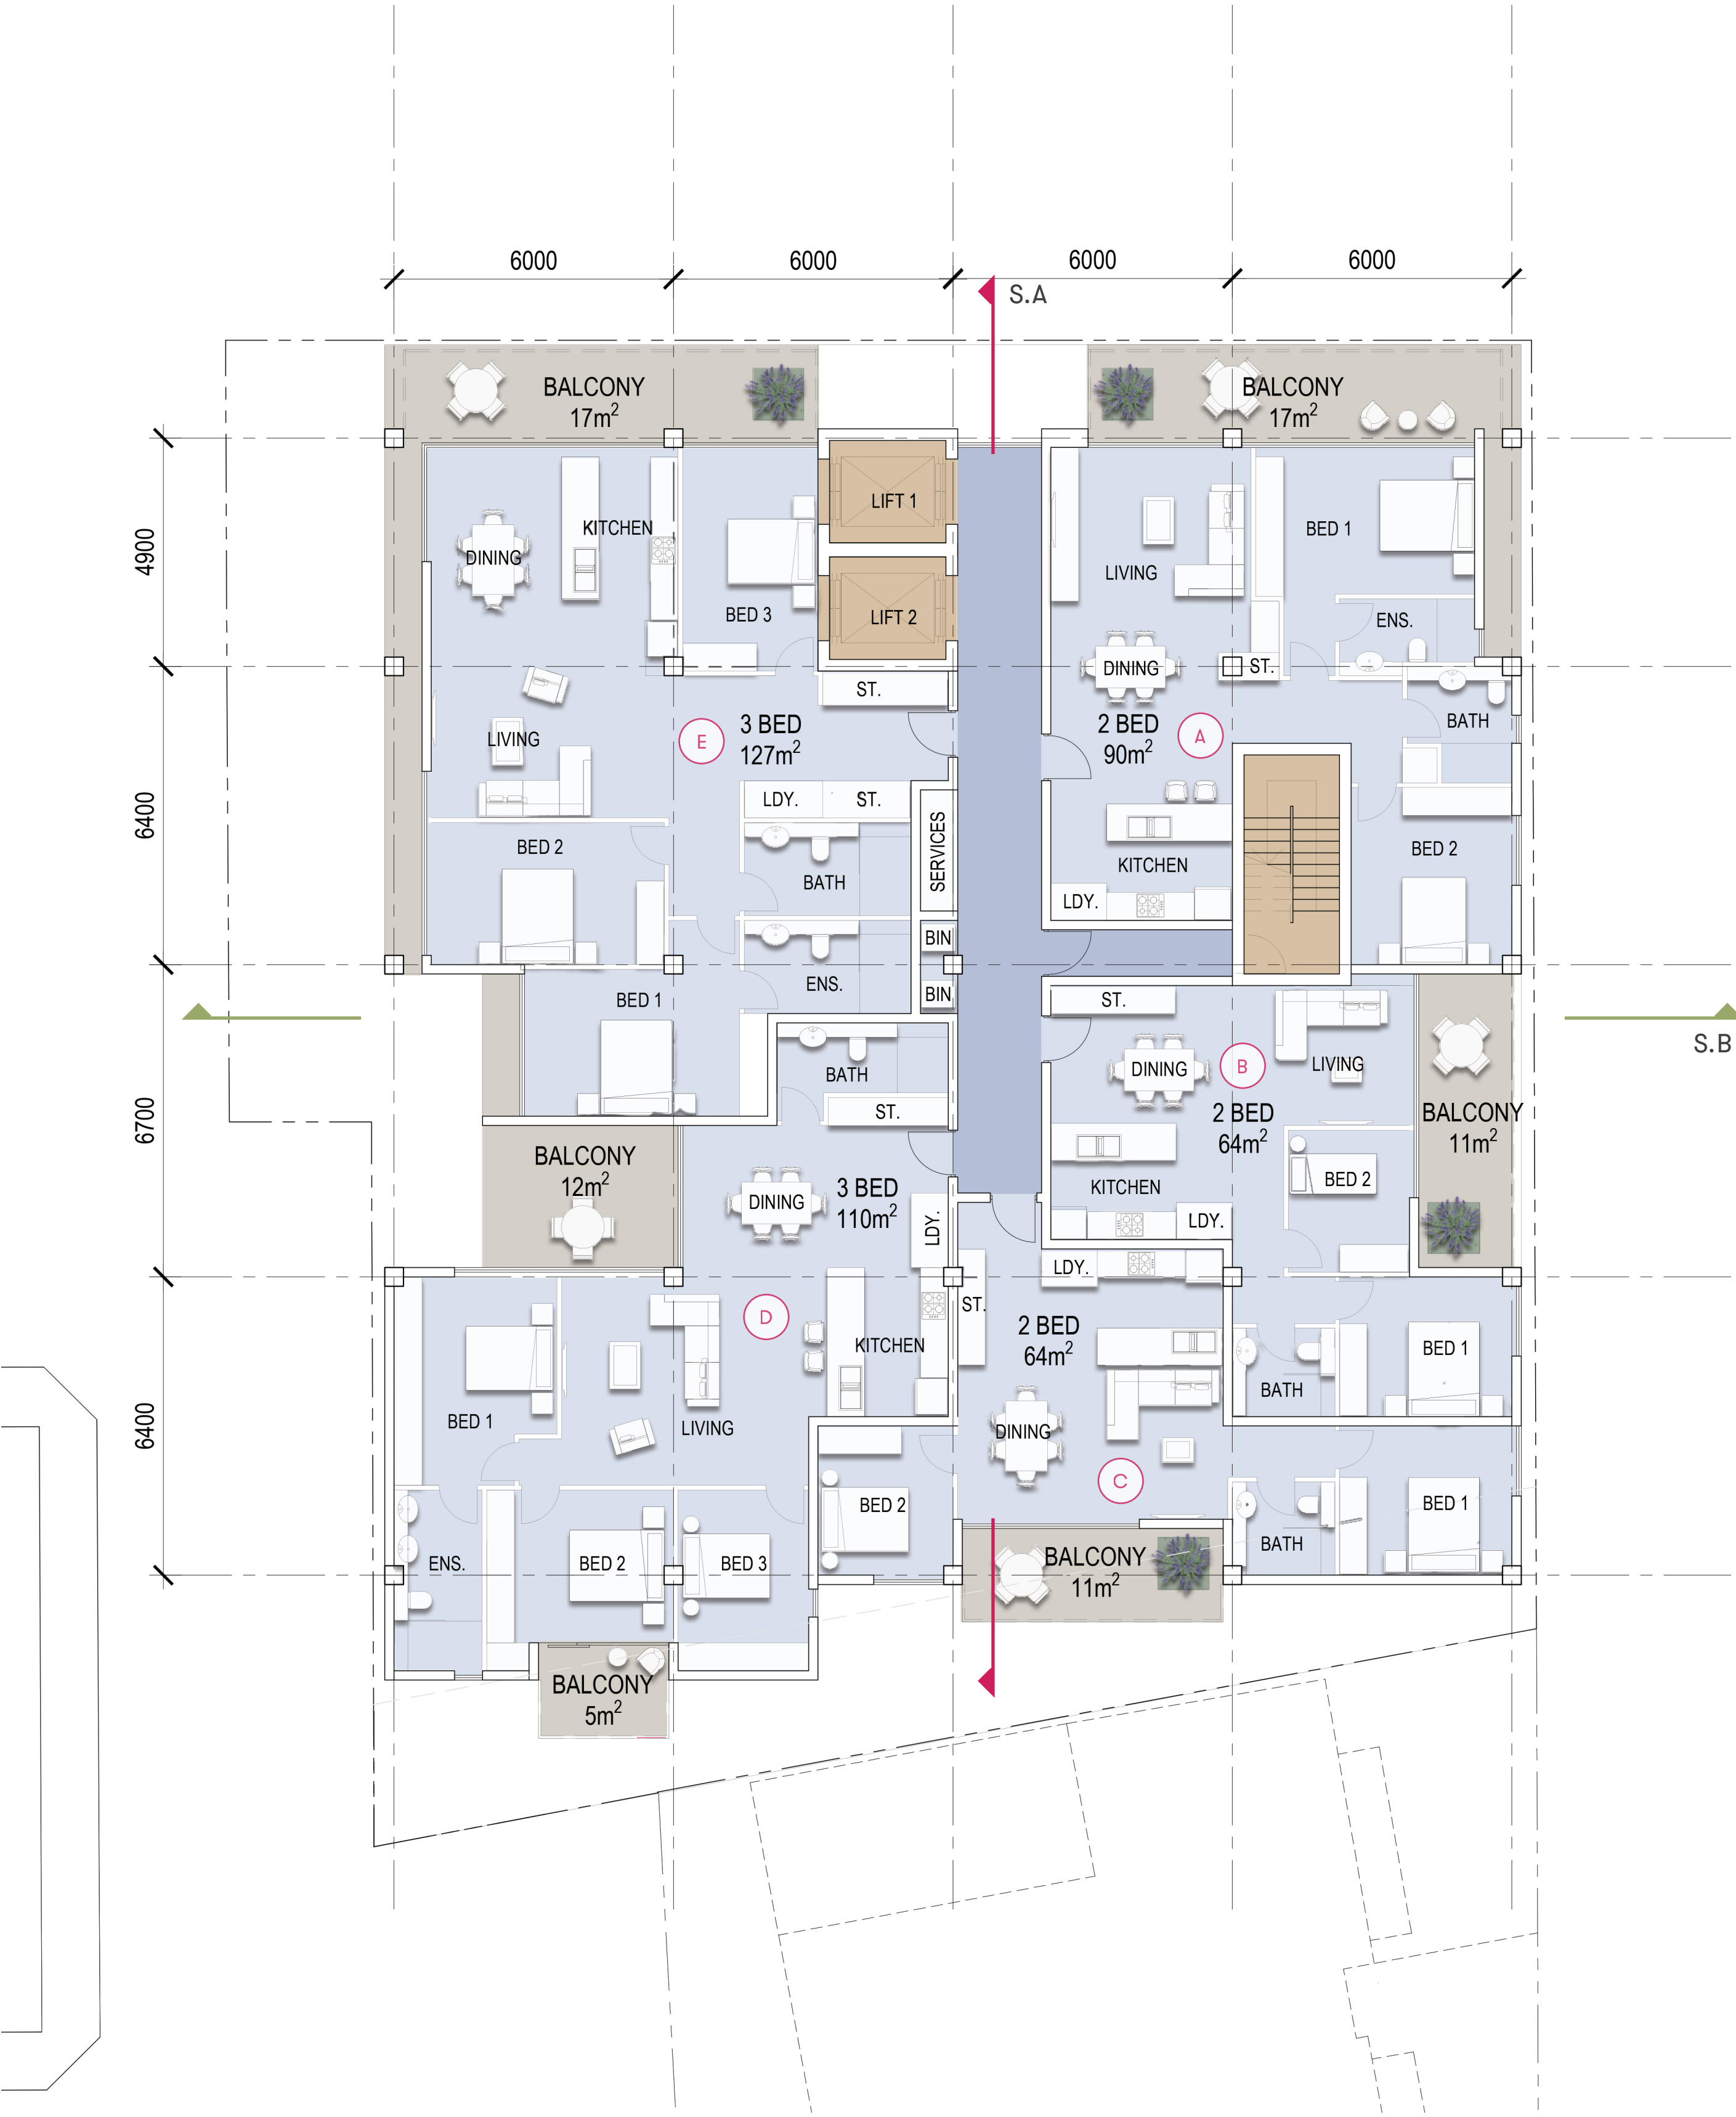 6000
6000
6000
6000
S.A
BALCONY
17m²
BALCONY
17m²
4900
LIFT 1
KITCHEN
DINING
BED 1
LIVING
BED 3
LIFT 2
ENS.
DINING
ST.
ST.
BATH
3 BED
127m²
E
2 BED
90m²
A
LIVING
6400
LDY.
ST.
SERVICES
BED 2
BED 2
KITCHEN
BATH
LDY.
BIN
ENS.
BIN
BED 1
ST.
S.B
DINING
B
LIVING
BATH
ST.
2 BED
64m²
BALCONY
11m²
6700
BALCONY
12m²
DINING
3 BED
110m²
KITCHEN
BED 2
LDY.
LDY.
LDY.
ST.
D
2 BED
64m²
KITCHEN
BED 1
BATH
6400
BED 1
LIVING
DINING
C
BED 2
BED 1
BATH
ENS.
BED 2
BED 3
BALCONY
11m²
BALCONY
5m²